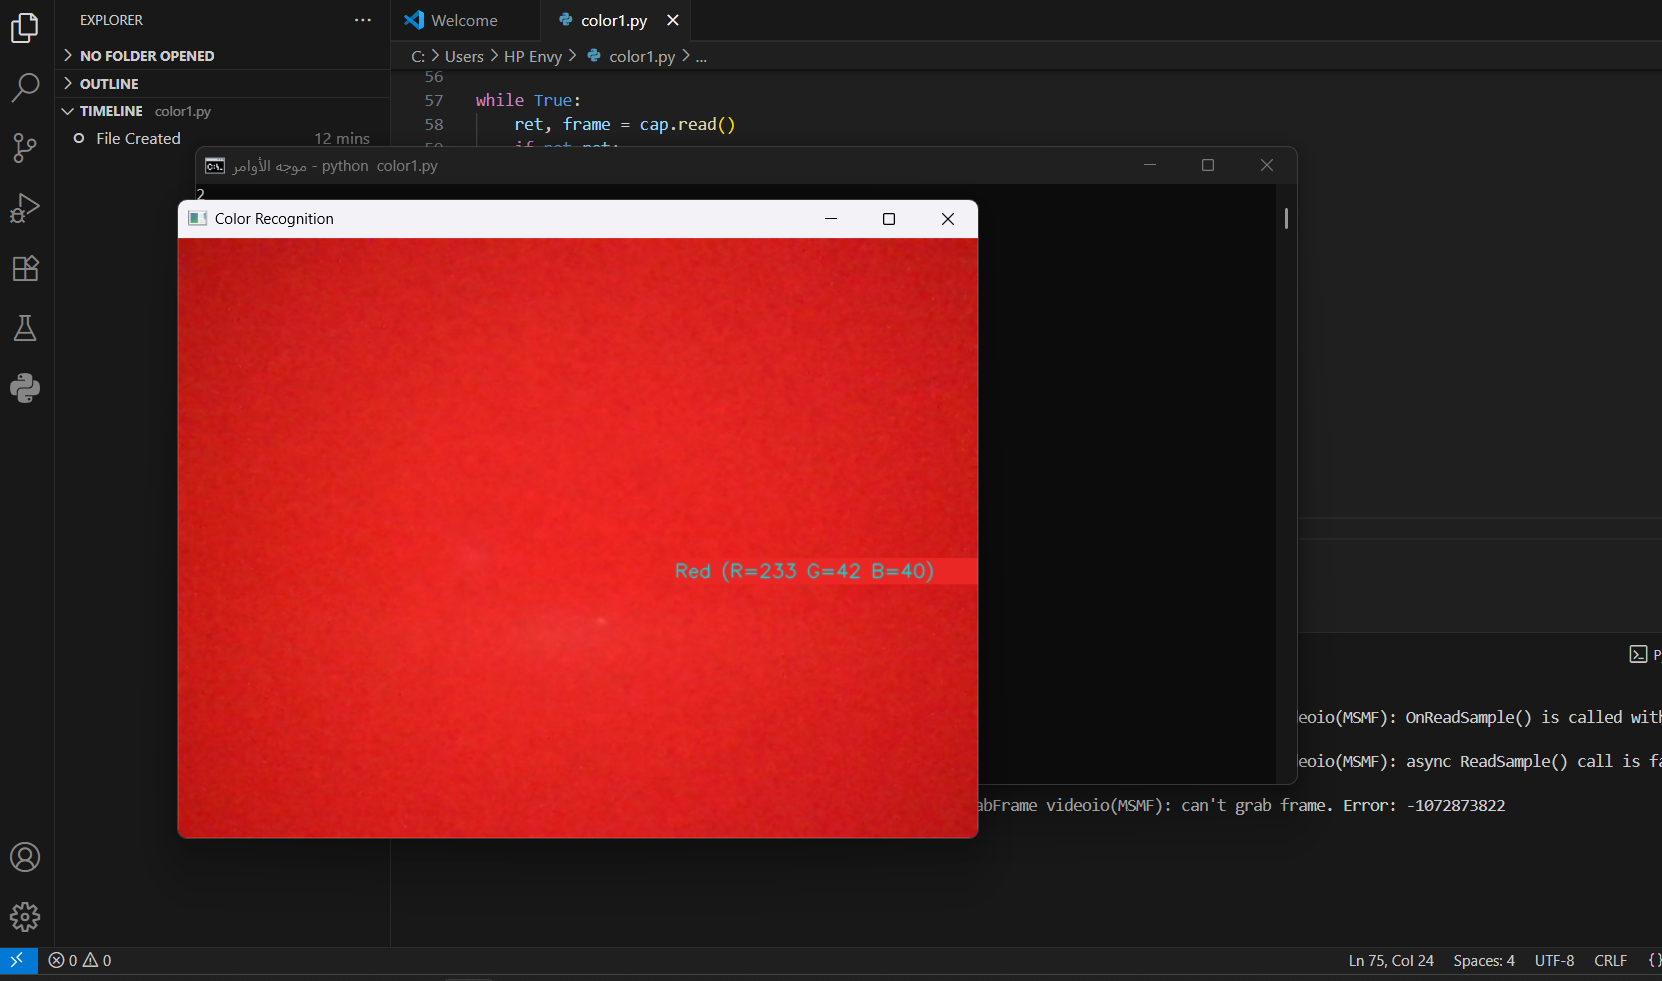 EXPLORER
Welcome
color1.py
NO FOLDER OPENED
C: > Users > HP Envy > color1.py > ...
OUTLINE
56
TIMELINE color1.py
57 while True:
File Created 12 mins
58 ret, frame = cap.read()
موجه الأوامر - python color1.py
2
Color Recognition
Red (R=233 G=42 B=40)
eoio(MSMF): OnReadSample() is called
eoio(MSMF): async ReadSample() call is
abFrame videoio(MSMF): can't grab frame. Error: -1072873822
0 0
Ln 75, Col 24 Spaces: 4 UTF-8 CRLF {}